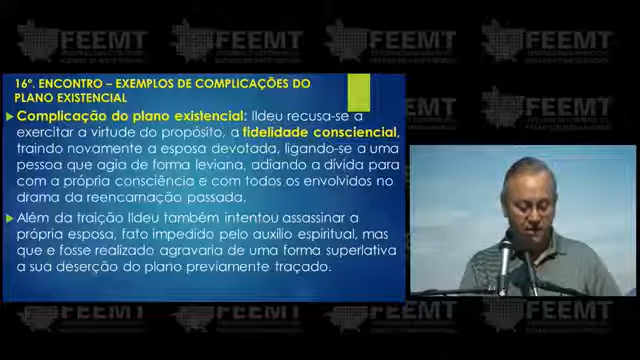 FEEMT FEEMT FEEMT FEEMT
16º. ENCONTRO – EXEMPLOS DE COMPLICAÇÕES DO
PLANO EXISTENCIAL
Complicação do plano existencial: Ildeu recusa-se a
exercitar a virtude do propósito, a fidelidade consciencial,
traindo novamente a esposa devotada, ligando-se a uma
pessoa que agia de forma leviana, adiando a dívida para
com a própria consciência e com todos os envolvidos no
drama da reencarnação passada.
Além da traição Ildeu também intentou assassinar a
própria esposa, fato impedido pelo auxílio espiritual, mas
que e fosse realizado agravaria de uma forma superlativa
a sua deserção do plano previamente traçado.
FEEMT FEEMT FEEMT FEEMT